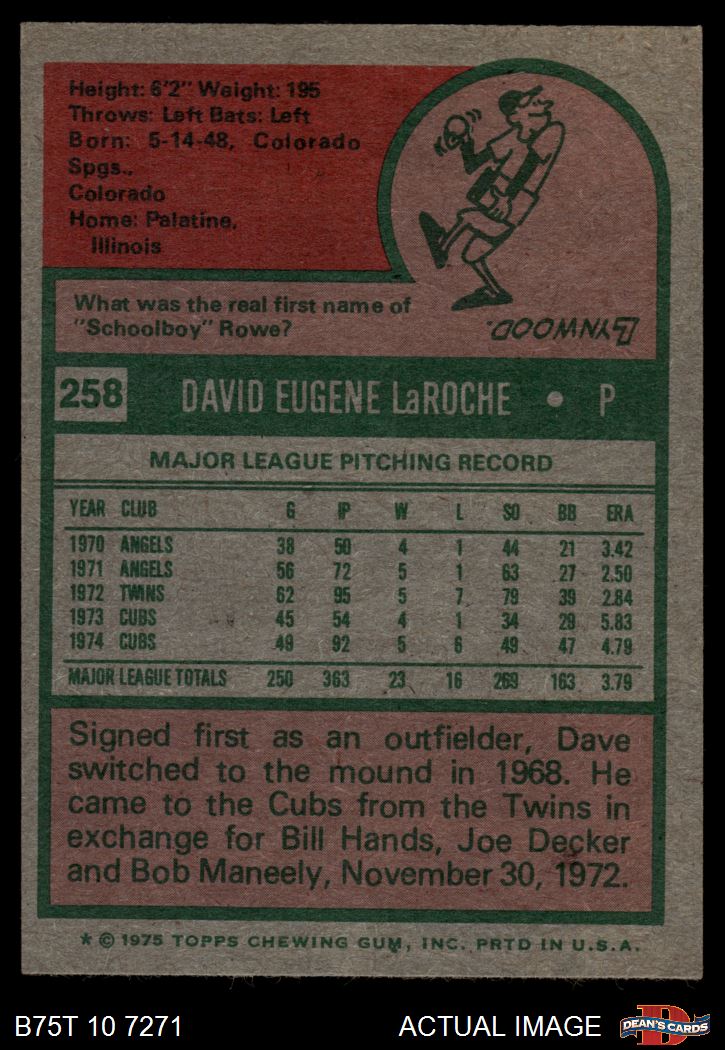 Height: 6'2" Weight: 195
Throws: Left Bats: Left
Born: 5-14-48, Colorado
Spgs.,
Colorado
Home: Palatine,
Illinois
What was the real first name of
"Schoolboy" Rowe?
LYNWOOD.
258 DAVID EUGENE LaROCHE • P
MAJOR LEAGUE PITCHING RECORD
YEAR CLUB G IP W L SO BB ERA
1970 ANGELS 38 50 4 1 44 21 3.42
1971 ANGELS 56 72 5 1 63 27 2.50
1972 TWINS 62 95 5 7 79 39 2.84
1973 CUBS 45 54 4 1 34 29 5.83
1974 CUBS 49 92 5 6 49 47 4.79
MAJOR LEAGUE TOTALS 250 363 23 16 269 163 3.79
Signed first as an outfielder, Dave
switched to the mound in 1968. He
came to the Cubs from the Twins in
exchange for Bill Hands, Joe Decker
and Bob Maneely, November 30, 1972.
* © 1975 TOPPS CHEWING GUM, INC. PRTD IN U.S.A.
B75T 10 7271 ACTUAL IMAGE D DEAN'S CARDS